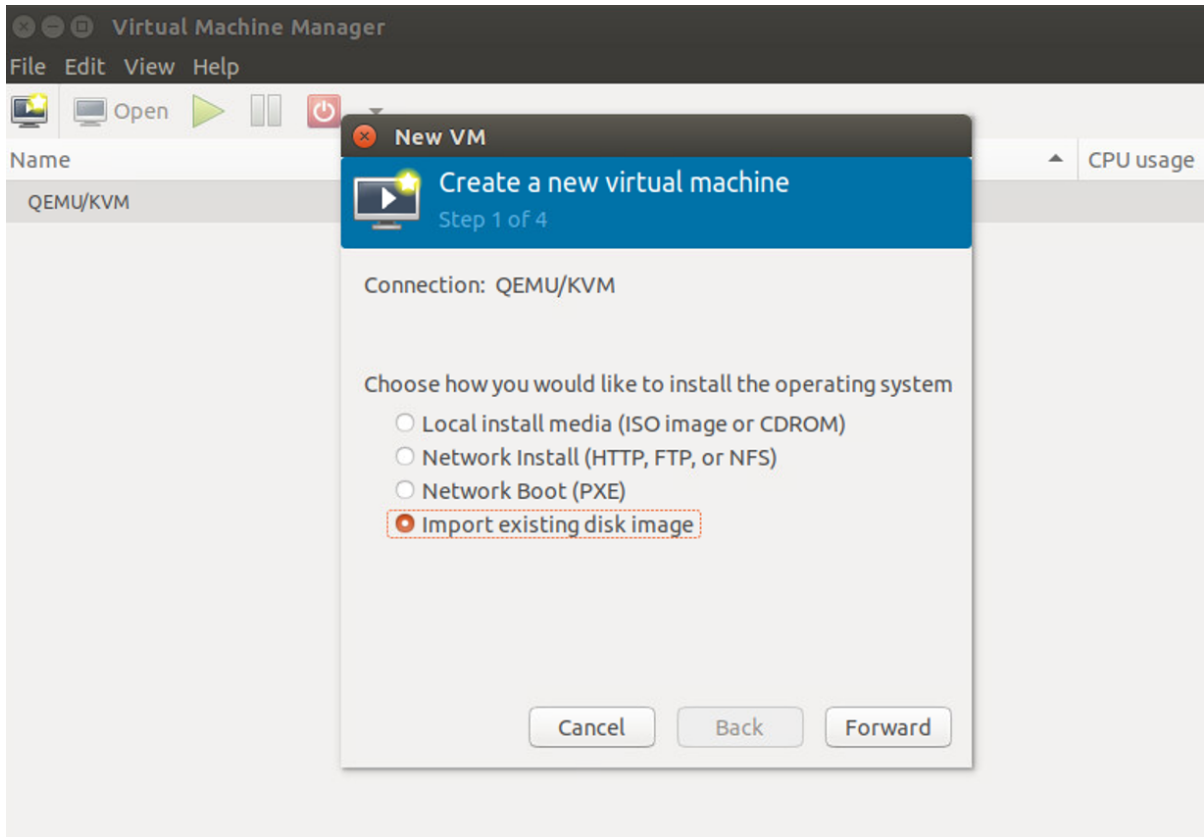 Virtual Machine Manager
File Edit View Help
Open
New VM
Name
CPU usage
Create a new virtual machine
QEMU/KVM
Step 1 of 4
Connection: QEMU/KVM
Choose how you would like to install the operating system
Local install media (ISO image or CDROM)
Network Install (HTTP, FTP, or NFS)
Network Boot (PXE)
Import existing disk image
Cancel Back Forward